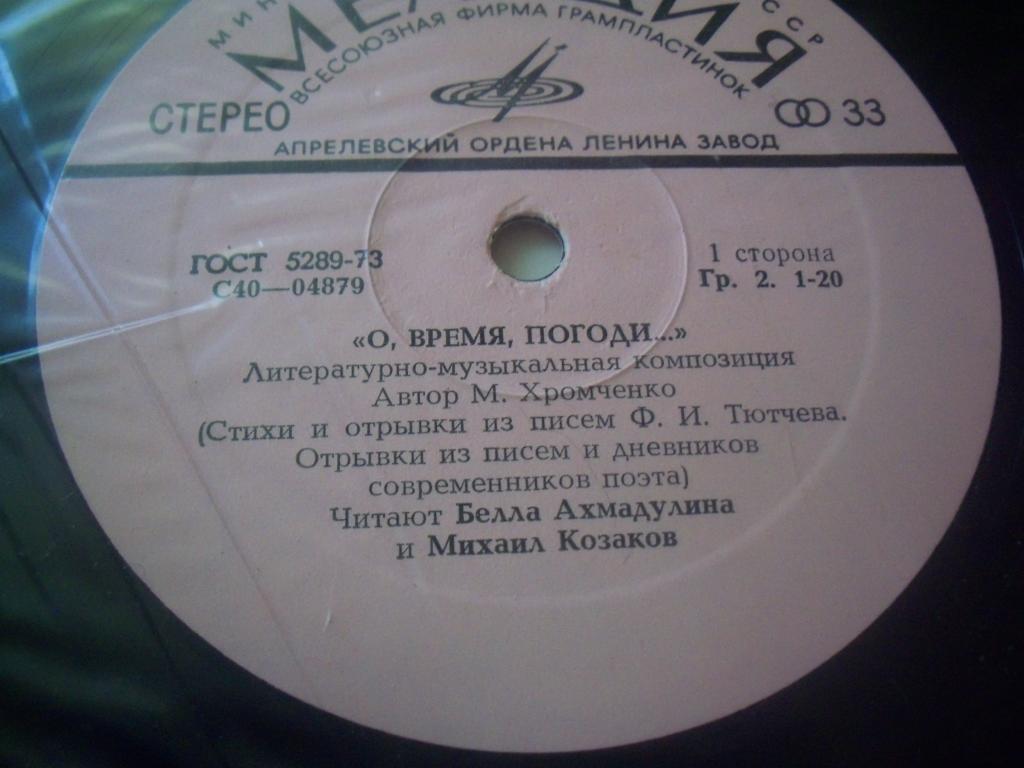 МЕЛОДИЯ
ВСЕСОЮЗНАЯ ФИРМА ГРАМПЛАСТИНОК
СТЕРЕО
33
АПРЕЛЕВСКИЙ ОРДЕНА ЛЕНИНА ЗАВОД
ГОСТ 5289-73
С40—04879
1 сторона
Гр. 2. 1-20
«О, ВРЕМЯ, ПОГОДИ...»
Литературно-музыкальная композиция
Автор М. Хромченко
(Стихи и отрывки из писем Ф. И. Тютчева.
Отрывки из писем и дневников
современников поэта)
Читают Белла Ахмадулина
и Михаил Козаков